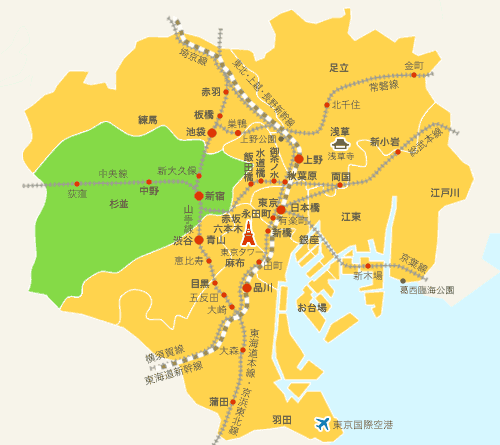 埼京線
東北・上越・長野新幹線
足立
金町
常磐線
赤羽
北千住
練馬
板橋
巣鴨
池袋
上野公園
浅草
新小岩
総武本線
浅草寺
上野
御茶ノ水
水道橋
飯田橋
中央線
新大久保
秋葉原
両国
荻窪
中野
杉並
新宿
江戸川
山手線
東京
日本橋
永田町
赤坂
有楽町
江東
六本木
新橋
銀座
渋谷
青山
東京タワー
恵比寿
麻布
田町
京葉線
新木場
葛西臨海公園
目黒
品川
五反田
お台場
大崎
横須賀線
大森
東海道新幹線
東海道本線・京浜東北線
蒲田
羽田
東京国際空港